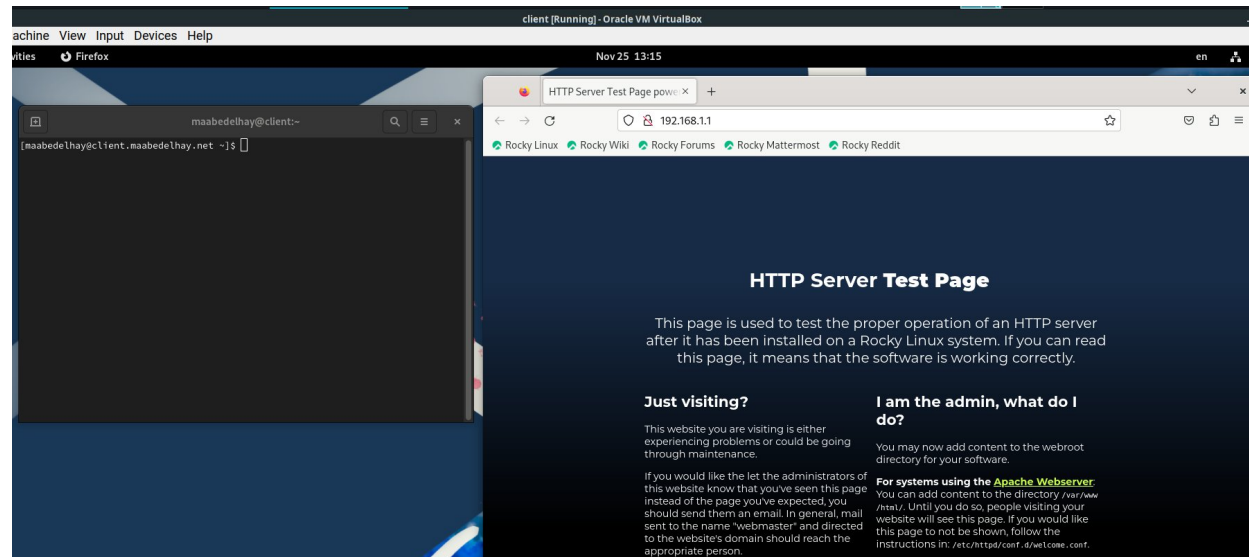 client [Running] - Oracle VM VirtualBox
achine View Input Devices Help
vities Firefox Nov 25 13:15 en
maabedelhay@client:~
[maabedelhay@client.maabedelhay.net ~]$
HTTP Server Test Page powe
192.168.1.1
Rocky Linux Rocky Wiki Rocky Forums Rocky Mattermost Rocky Reddit
HTTP Server Test Page
This page is used to test the proper operation of an HTTP server
after it has been installed on a Rocky Linux system. If you can read
this page, it means that the software is working correctly.
Just visiting?
This website you are visiting is either
experiencing problems or could be going
through maintenance.
If you would like the let the administrators of
this website know that you've seen this page
instead of the page you've expected, you
should send them an email. In general, mail
sent to the name "webmaster" and directed
to the website's domain should reach the
appropriate person.
I am the admin, what do I
do?
You may now add content to the webroot
directory for your software.
For systems using the Apache Webserver:
You can add content to the directory /var/www
/html/. Until you do so, people visiting your
website will see this page. If you would like
this page to not be shown, follow the
instructions in: /etc/httpd/conf.d/welcome.conf.